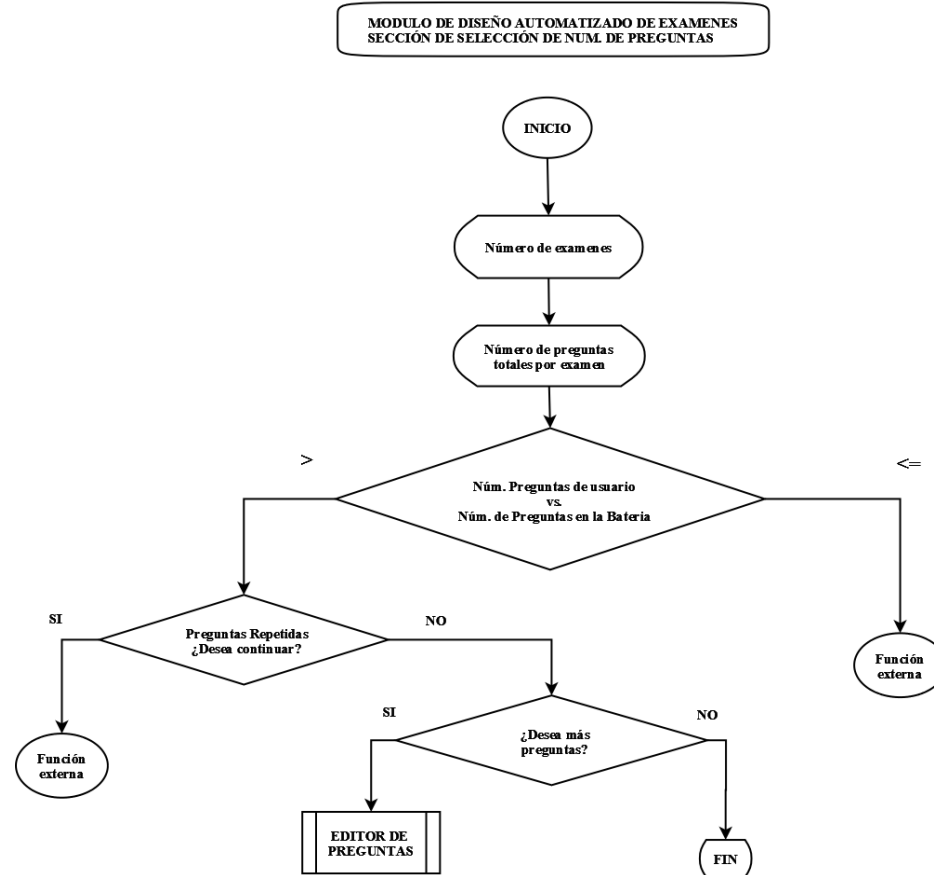 MODULO DE DISEÑO AUTOMATIZADO DE EXAMENES
SECCIÓN DE SELECCIÓN DE NUM. DE PREGUNTAS
INICIO
Número de examenes
Número de preguntas
totales por examen
>
<=
Núm. Preguntas de usuario
vs.
Núm. de Preguntas en la Bateria
SI
NO
Preguntas Repetidas
¿Desea continuar?
Función
externa
SI
NO
¿Desea más
preguntas?
Función
externa
EDITOR DE
PREGUNTAS
FIN